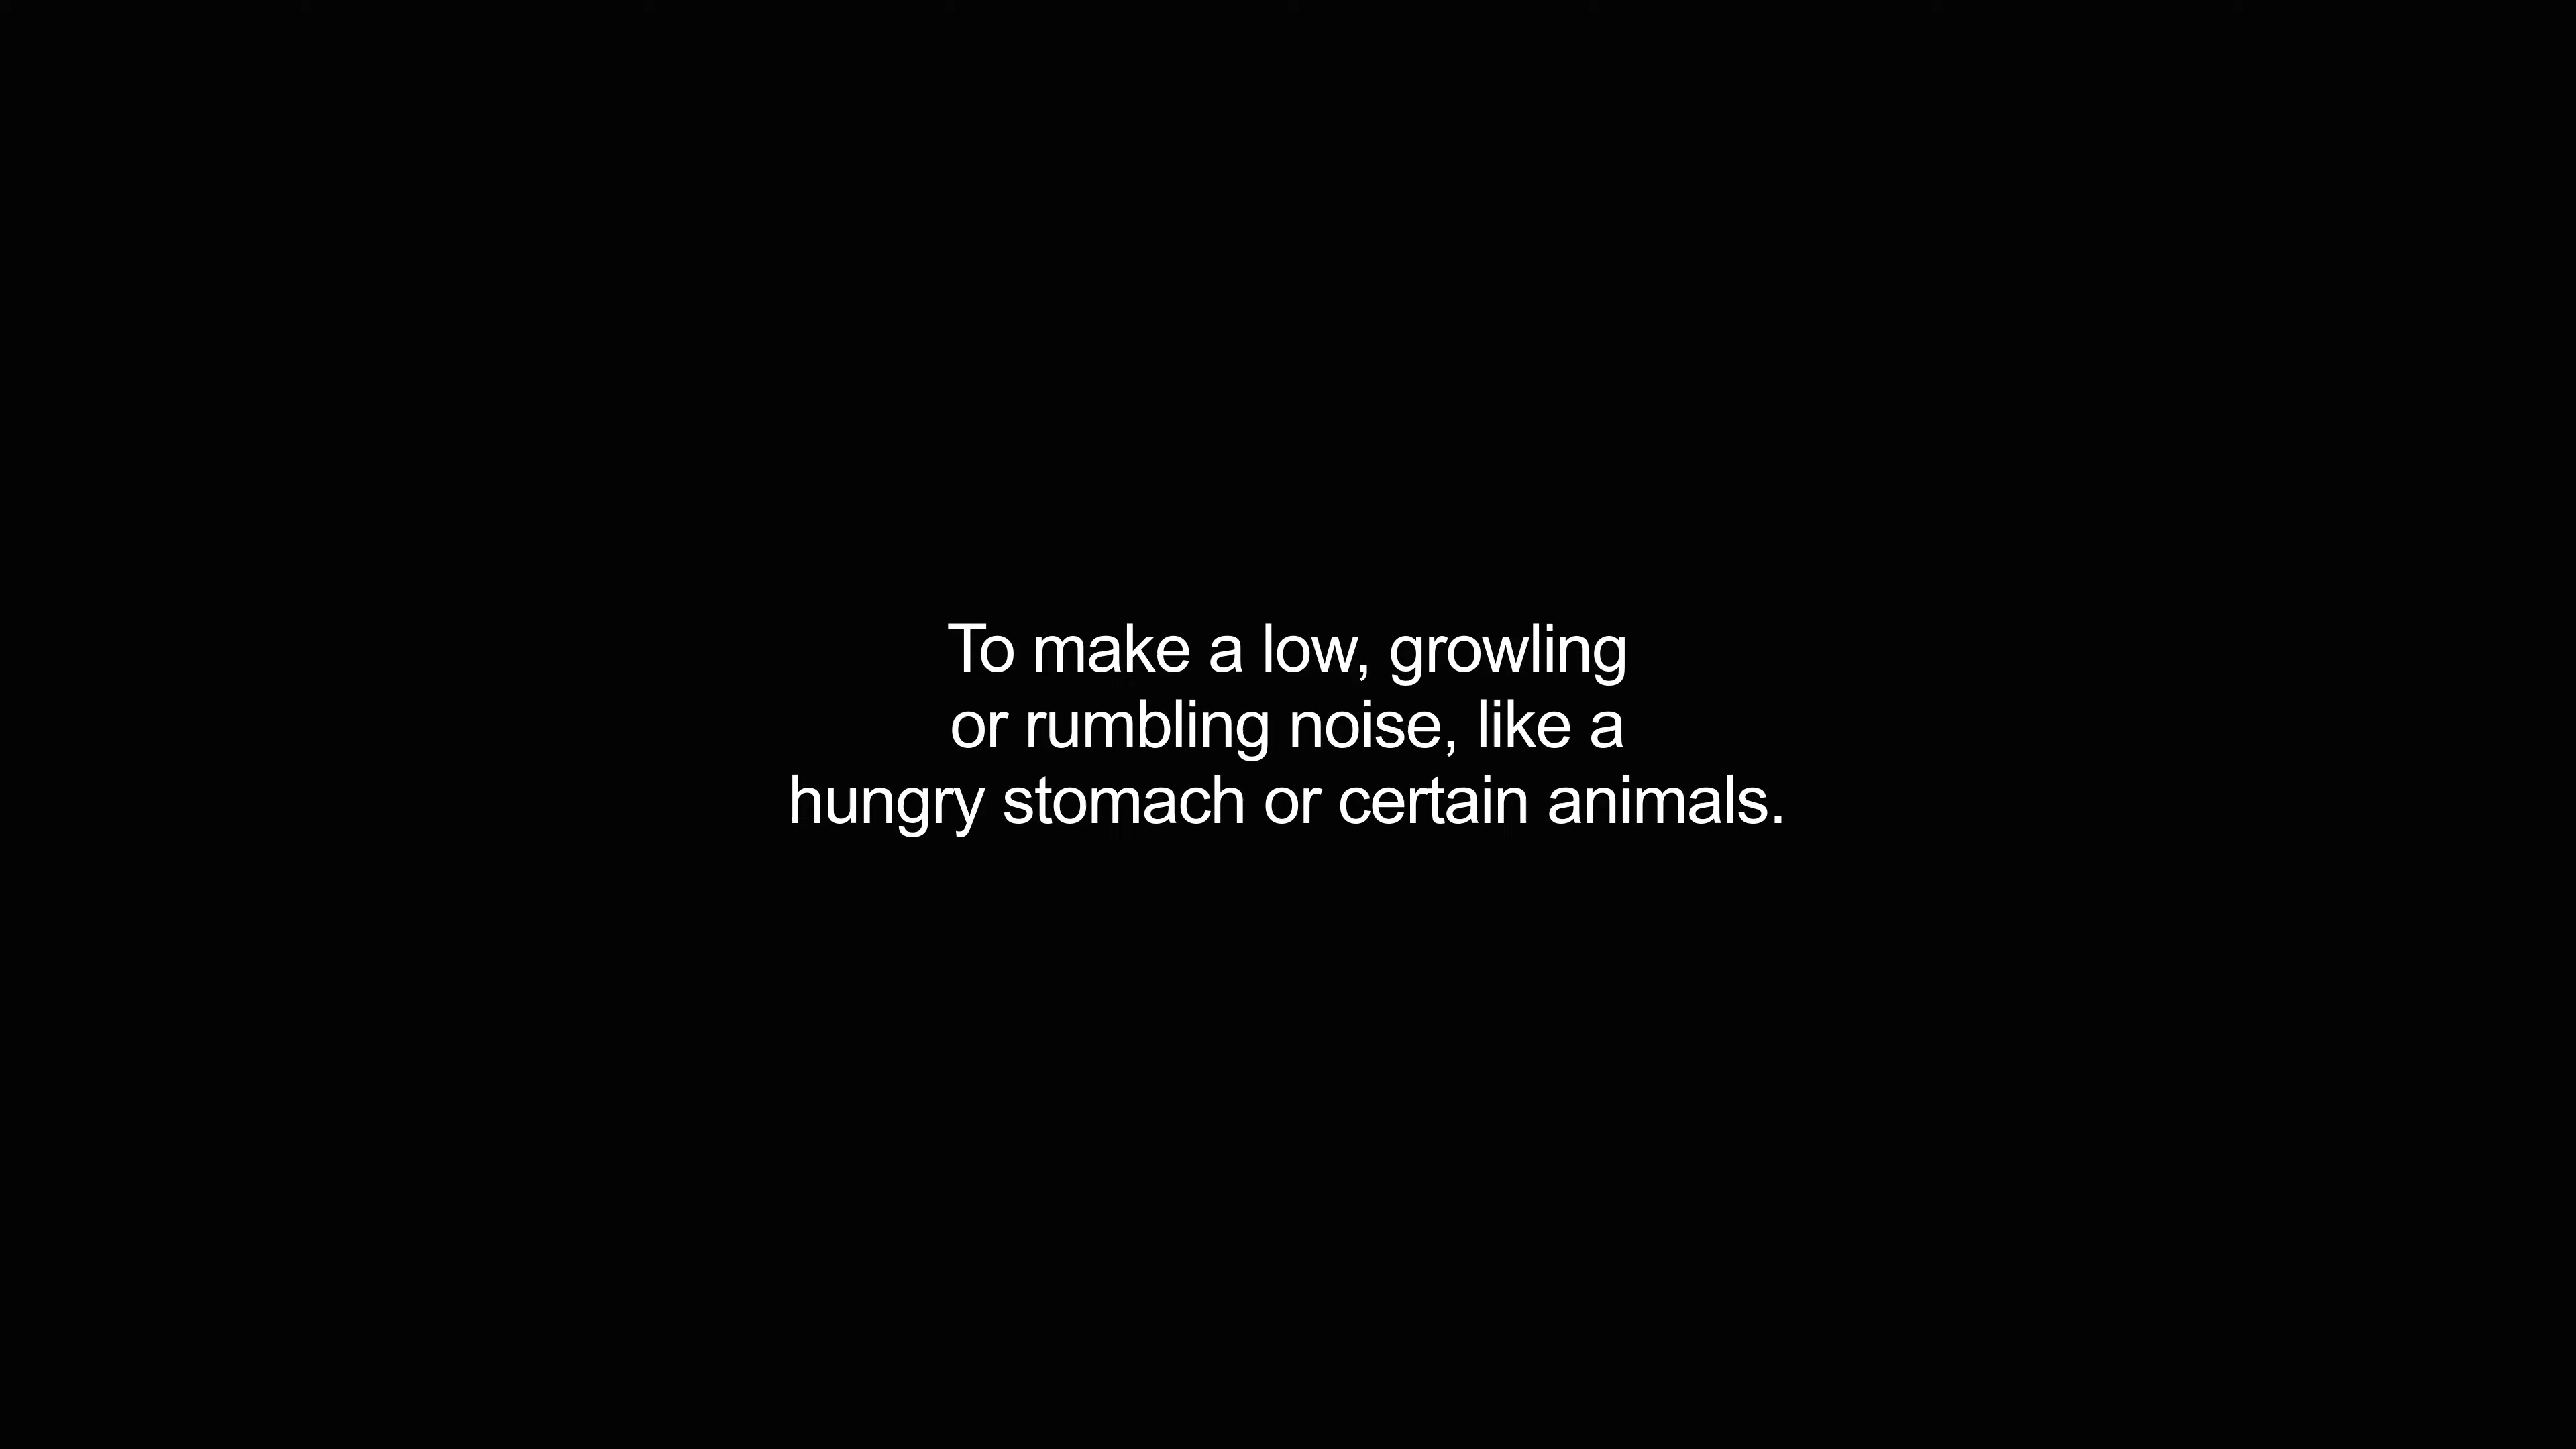 To make a low, growling
or rumbling noise, like a
hungry stomach or certain animals.